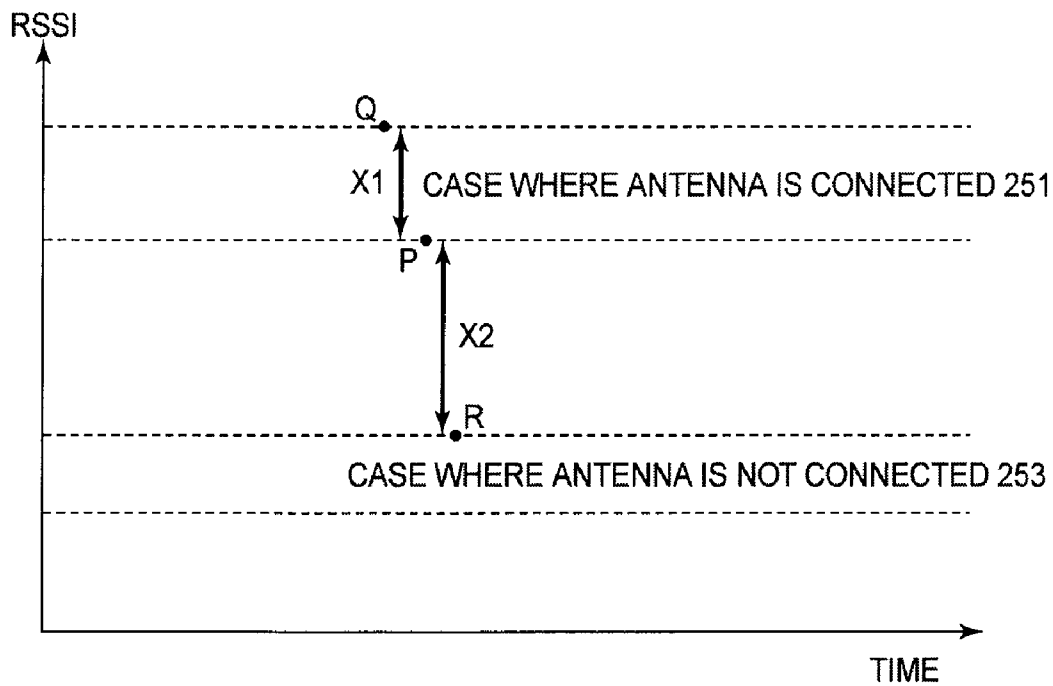 RSSI
Q
X1
CASE WHERE ANTENNA IS CONNECTED 251
P
X2
R
CASE WHERE ANTENNA IS NOT CONNECTED 253
TIME